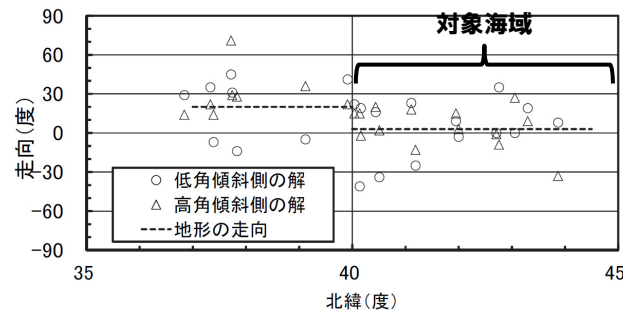 対象海域
90
60
30
0
-30
-60
-90
走向(度)
○ 低角傾斜側の解
△ 高角傾斜側の解
----- 地形の走向
35
40
45
北緯(度)